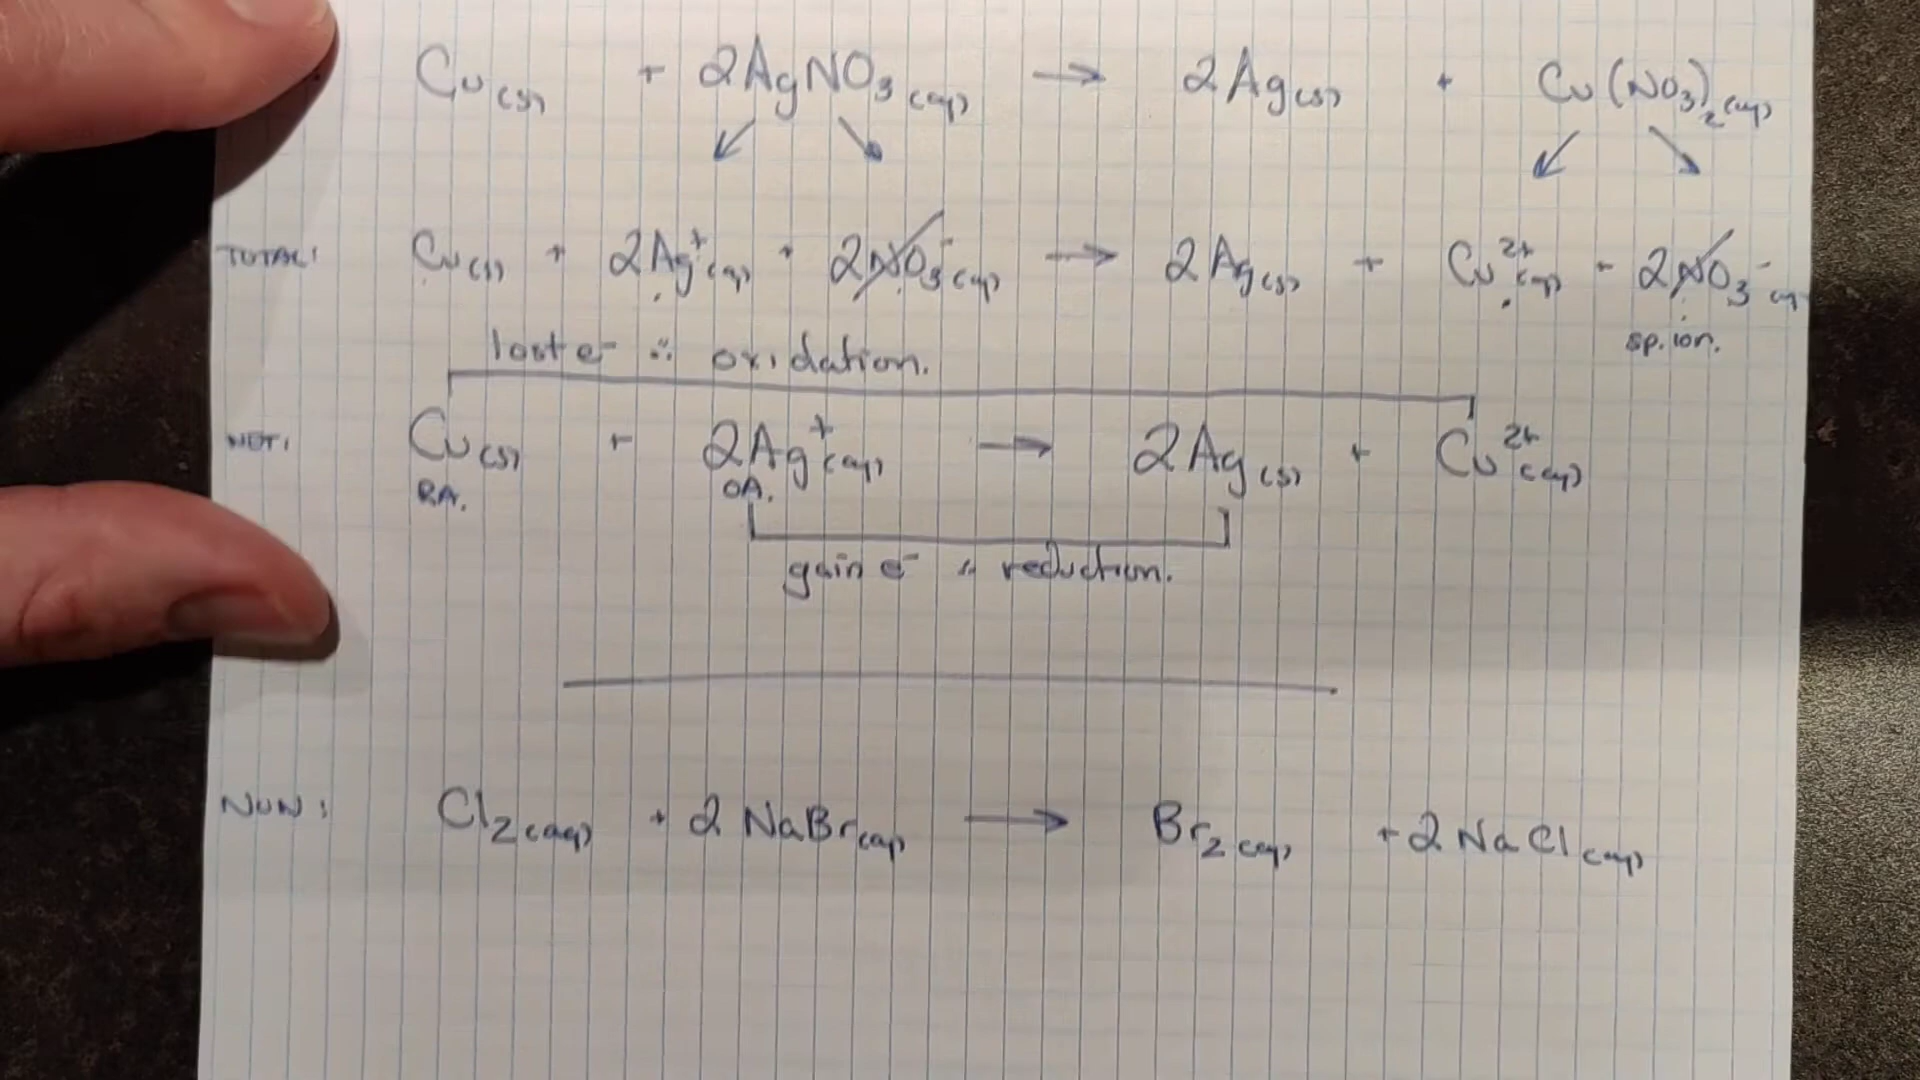 Cu(s) + 2AgNO3(aq) → 2Ag(s) + Cu(NO3)2(aq)
TOTAL: Cu(s) + 2Ag+(aq) + 2NO3-(aq) → 2Ag(s) + Cu2+(aq) + 2NO3-(aq)
sp. ion.
lost e- ∴ oxidation.
NET: Cu(s) + 2Ag+(aq) → 2Ag(s) + Cu2+(aq)
RA. OA.
gain e- ∴ reduction.
NON: Cl2(aq) + 2NaBr(aq) → Br2(aq) + 2NaCl(aq)